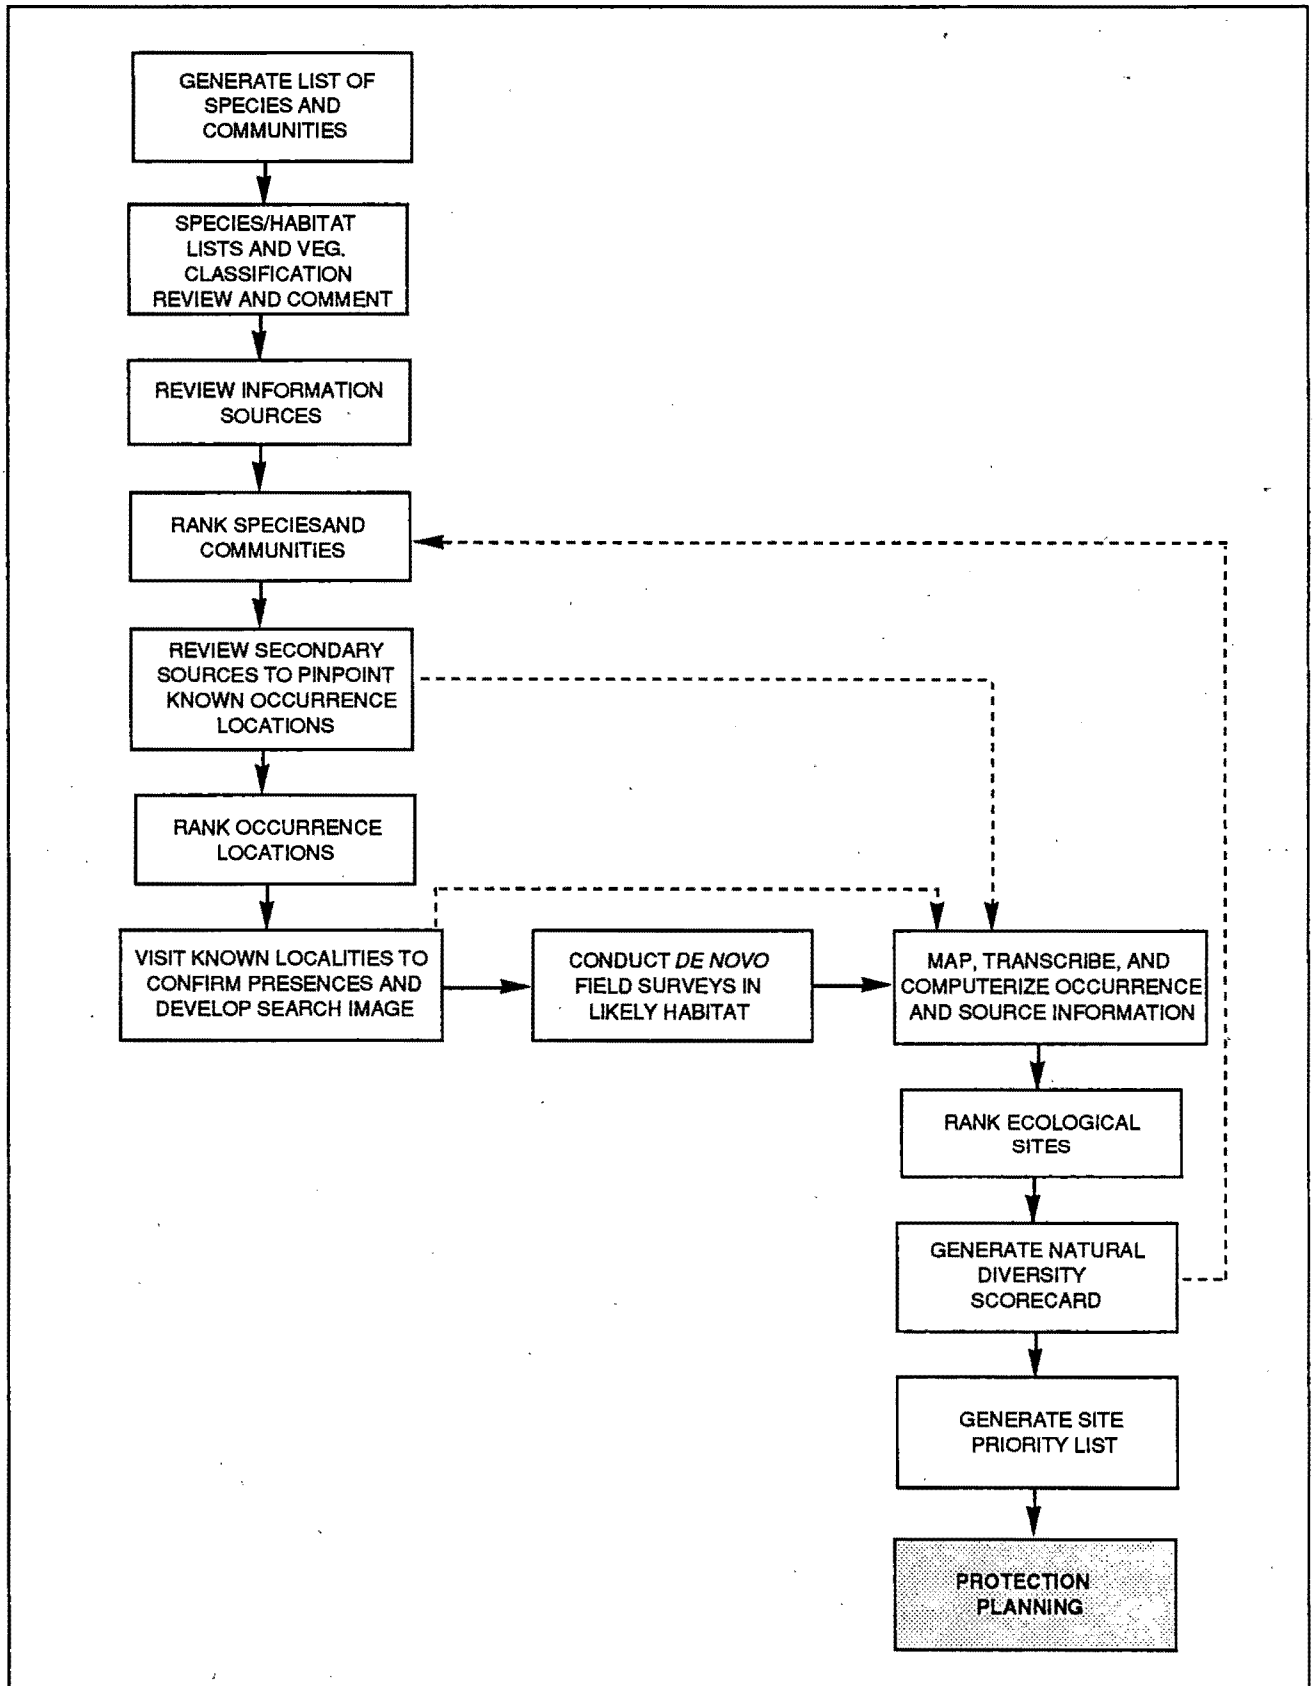 GENERATE LIST OF
SPECIES AND
COMMUNITIES
SPECIES/HABITAT
LISTS AND VEG.
CLASSIFICATION
REVIEW AND COMMENT
REVIEW INFORMATION
SOURCES
RANK SPECIESAND
COMMUNITIES
REVIEW SECONDARY
SOURCES TO PINPOINT
KNOWN OCCURRENCE
LOCATIONS
RANK OCCURRENCE
LOCATIONS
VISIT KNOWN LOCALITIES TO
CONFIRM PRESENCES AND
DEVELOP SEARCH IMAGE
CONDUCT DE NOVO
FIELD SURVEYS IN
LIKELY HABITAT
MAP, TRANSCRIBE, AND
COMPUTERIZE OCCURRENCE
AND SOURCE INFORMATION
RANK ECOLOGICAL
SITES
GENERATE NATURAL
DIVERSITY
SCORECARD
GENERATE SITE
PRIORITY LIST
PROTECTION
PLANNING